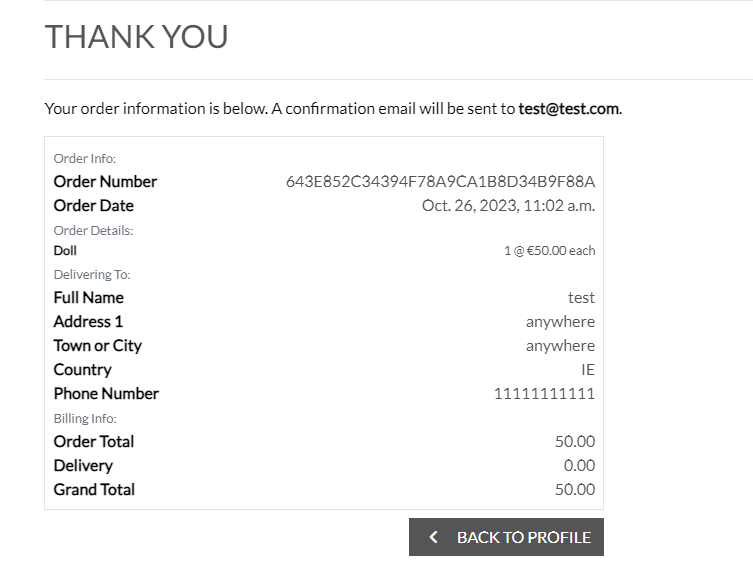 THANK YOU
Your order information is below. A confirmation email will be sent to test@test.com.
Order Info:
Order Number 643E852C34394F78A9CA1B8D34B9F88A
Order Date Oct. 26, 2023, 11:02 a.m.
Order Details:
Doll 1 @ €50.00 each
Delivering To:
Full Name test
Address 1 anywhere
Town or City anywhere
Country IE
Phone Number 11111111111
Billing Info:
Order Total 50.00
Delivery 0.00
Grand Total 50.00
BACK TO PROFILE